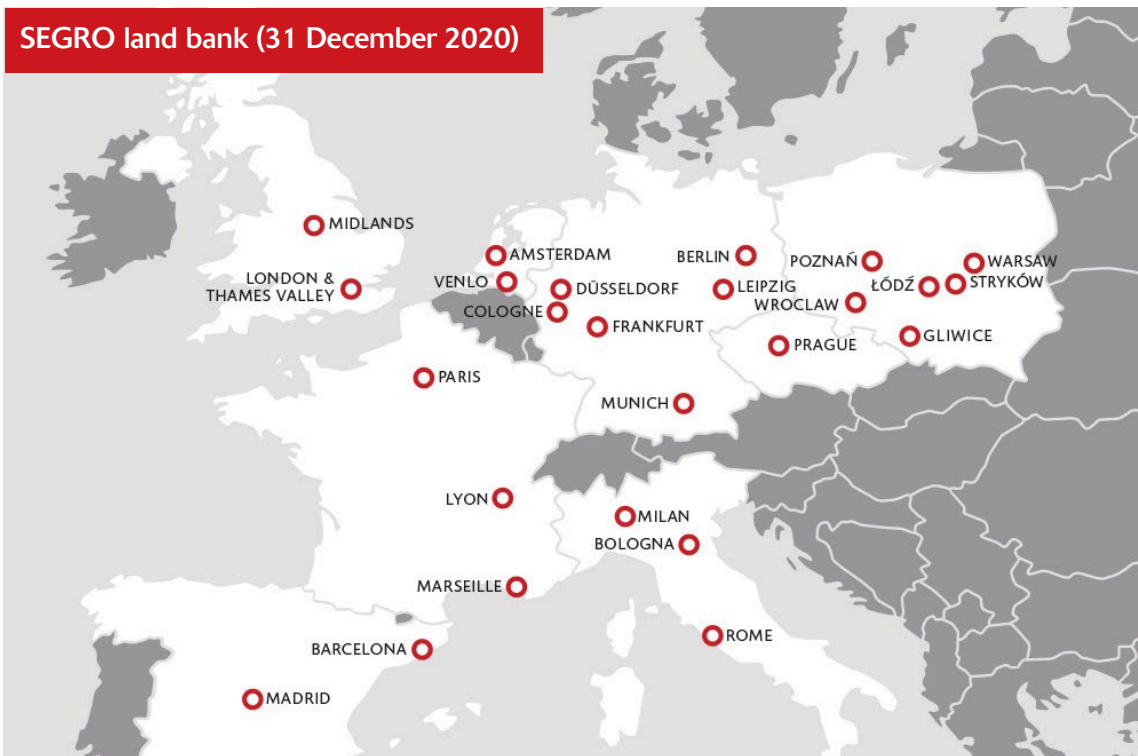 SEGRO land bank (31 December 2020)
MIDLANDS
LONDON &
THAMES VALLEY
AMSTERDAM
VENLO
DÜSSELDORF
COLOGNE
FRANKFURT
BERLIN
LEIPZIG
POZNAŃ
WROCLAW
ŁÓDŹ
WARSAW
STRYKÓW
GLIWICE
PRAGUE
PARIS
MUNICH
LYON
MILAN
BOLOGNA
MARSEILLE
ROME
BARCELONA
MADRID